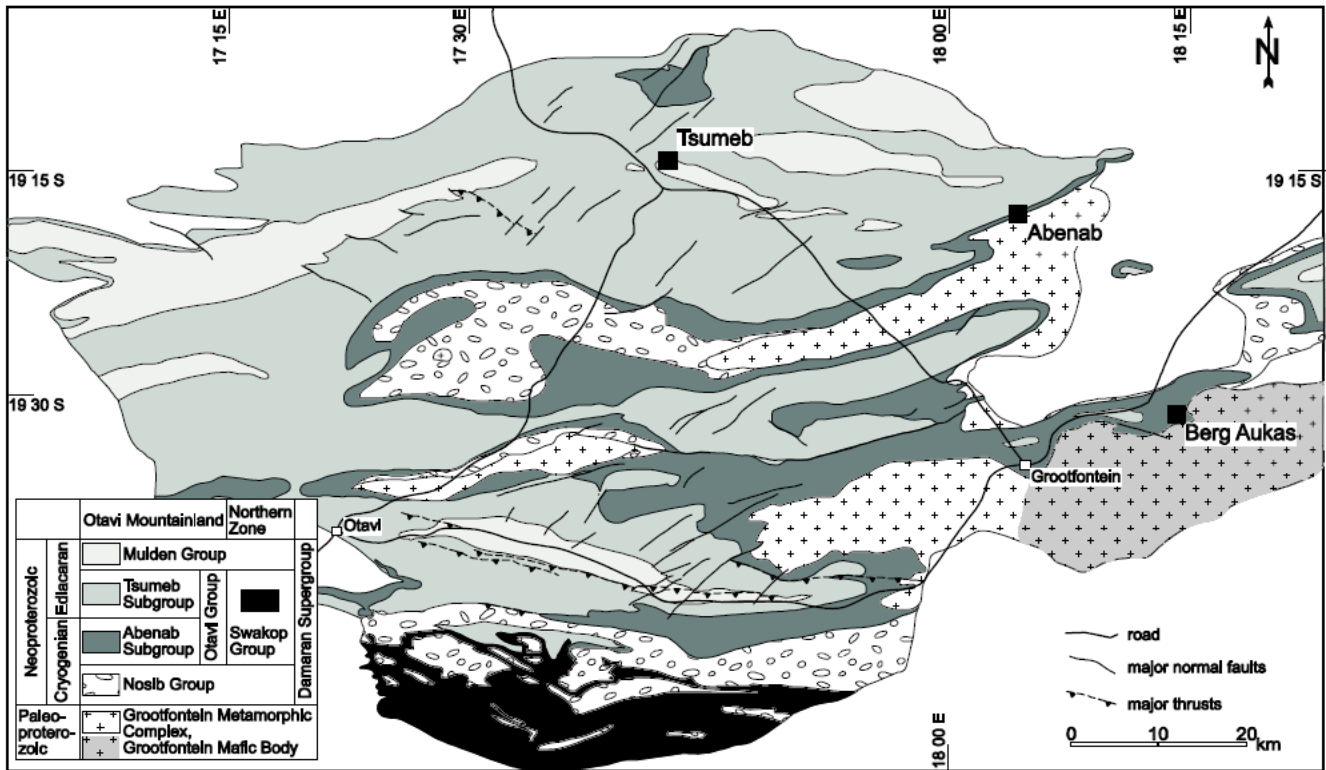 17 15 E
17 30 E
18 00 E
18 15 E
N
Tsumeb
19 15 S
19 15 S
Abenab
19 30 S
Berg Aukas
Grootfontein
Otavi
Otavi Mountainland
Northern
Zone
Neoproterozoic
Cryogenian
Ediacaran
Mulden Group
Tsumeb
Subgroup
Abenab
Subgroup
Otavi Group
Swakop
Group
Damaran Supergroup
Nosib Group
Paleo-
protero-
zoic
Grootfontein Metamorphic
Complex,
Grootfontein Mafic Body
road
major normal faults
major thrusts
18 00 E
0 10 20
km